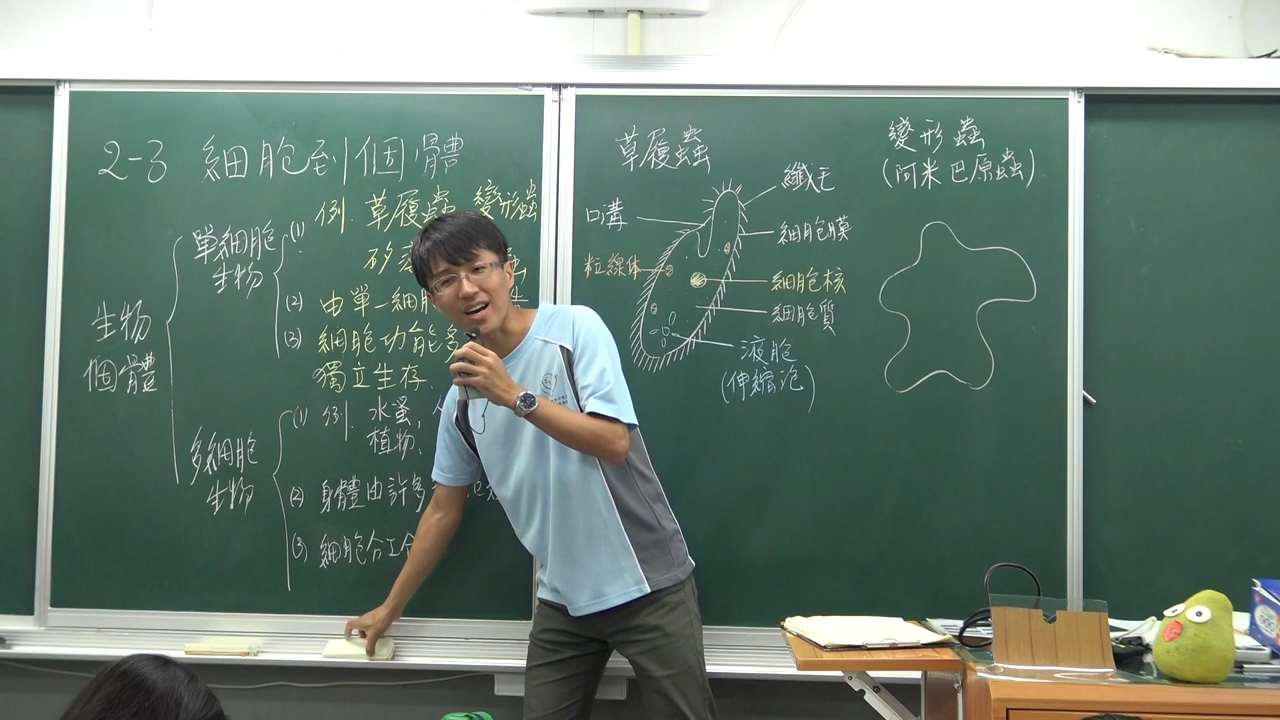 2-3 細胞到個體
生物
個體
單細胞
生物
(1) 例. 草履蟲 變形蟲
矽
(2) 由單一細胞
(3) 細胞功能多
獨立生存、
多細胞
生物
(1) 例. 水蚤、
植物、
(2) 身體由許多
(3) 細胞分工合
草履蟲
纖毛
口溝
細胞膜
粒線体
細胞核
細胞質
液胞
(伸縮泡)
變形蟲
(阿米巴原蟲)